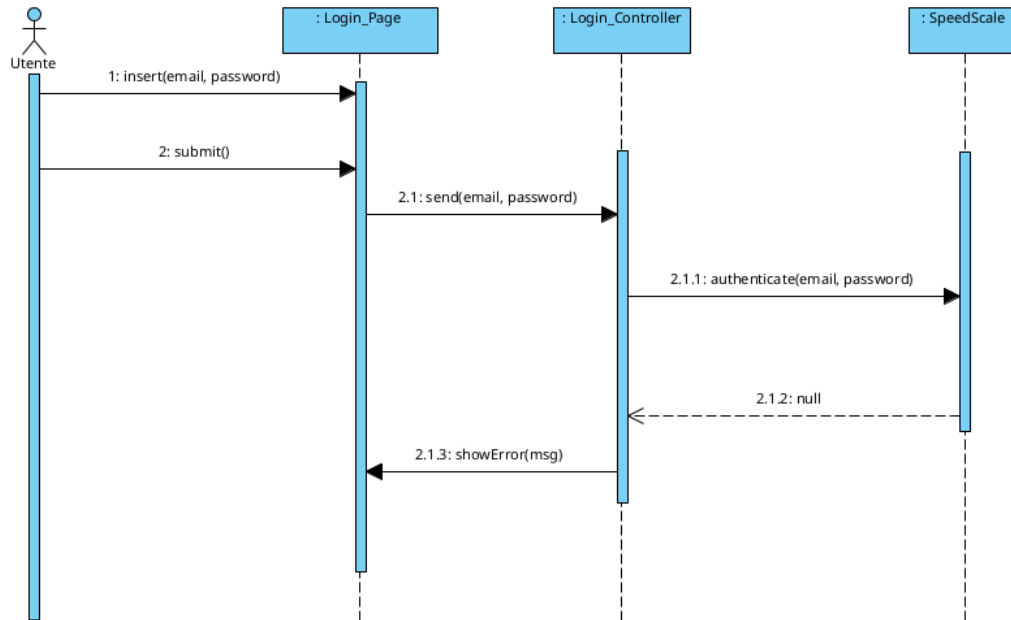 : Login_Page
: Login_Controller
: SpeedScale
Utente
1: insert(email, password)
2: submit()
2.1: send(email, password)
2.1.1: authenticate(email, password)
2.1.2: null
2.1.3: showError(msg)